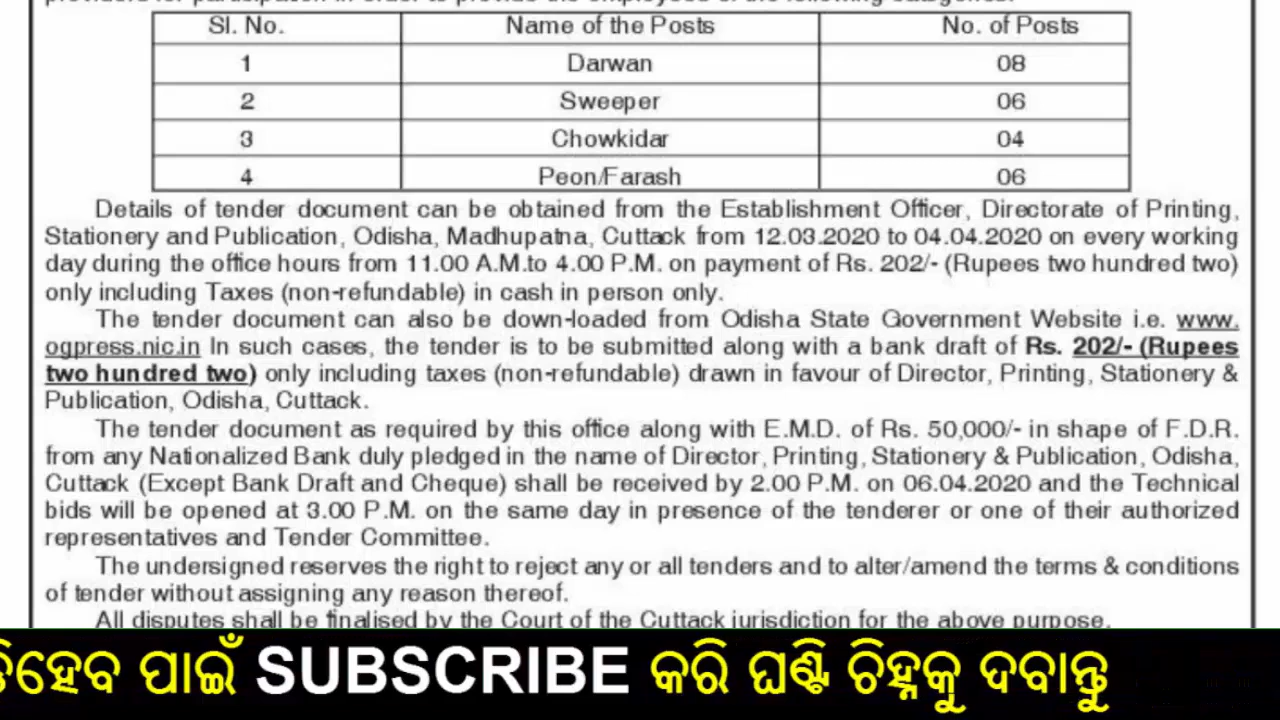 providers for participation in order to provide the employees of the following categories:
Sl. No. Name of the Posts No. of Posts
1 Darwan 08
2 Sweeper 06
3 Chowkidar 04
4 Peon/Farash 06
Details of tender document can be obtained from the Establishment Officer, Directorate of Printing,
Stationery and Publication, Odisha, Madhupatna, Cuttack from 12.03.2020 to 04.04.2020 on every working
day during the office hours from 11.00 A.M.to 4.00 P.M. on payment of Rs. 202/- (Rupees two hundred two)
only including Taxes (non-refundable) in cash in person only.
The tender document can also be down-loaded from Odisha State Government Website i.e. www.
ogpress.nic.in In such cases, the tender is to be submitted along with a bank draft of Rs. 202/- (Rupees
two hundred two) only including taxes (non-refundable) drawn in favour of Director, Printing, Stationery &
Publication, Odisha, Cuttack.
The tender document as required by this office along with E.M.D. of Rs. 50,000/- in shape of F.D.R.
from any Nationalized Bank duly pledged in the name of Director, Printing, Stationery & Publication, Odisha,
Cuttack (Except Bank Draft and Cheque) shall be received by 2.00 P.M. on 06.04.2020 and the Technical
bids will be opened at 3.00 P.M. on the same day in presence of the tenderer or one of their authorized
representatives and Tender Committee.
The undersigned reserves the right to reject any or all tenders and to alter/amend the terms & conditions
of tender without assigning any reason thereof.
All disputes shall be finalised by the Court of the Cuttack jurisdiction for the above purpose.
ପାଇଁ SUBSCRIBE କରି ଘଣ୍ଟି ଚିହ୍ନକୁ ଦବାନ୍ତୁ